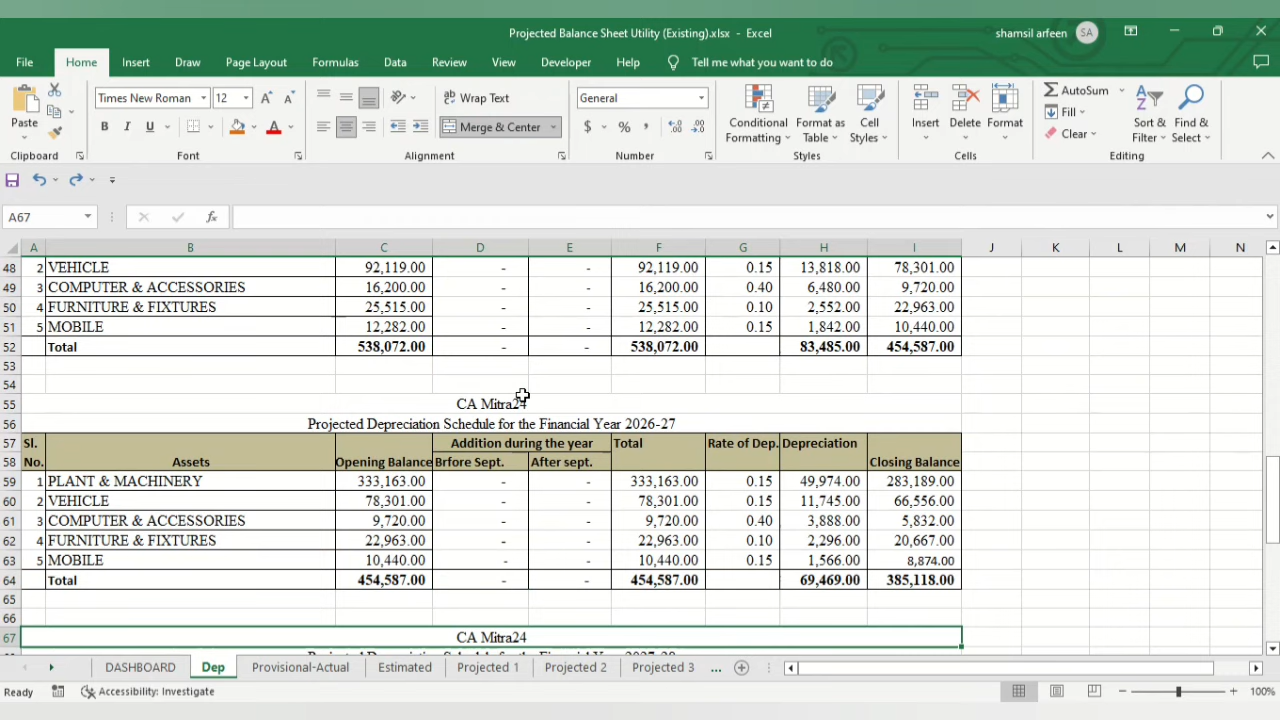 Projected Balance Sheet Utility (Existing).xlsx - Excel
shamsil arfeen SA
File Home Insert Draw Page Layout Formulas Data Review View Developer Help Tell me what you want to do
Times New Roman 12 Wrap Text General AutoSum
Paste Fill
B I U A Merge & Center $ % Conditional Formatting Format as Table Cell Styles Insert Delete Format Clear Sort & Filter Find & Select
Clipboard Font Alignment Number Styles Cells Editing
A67 fx
A B C D E F G H I J K L M N
48 2 VEHICLE 92,119.00 - - 92,119.00 0.15 13,818.00 78,301.00
49 3 COMPUTER & ACCESSORIES 16,200.00 - - 16,200.00 0.40 6,480.00 9,720.00
50 4 FURNITURE & FIXTURES 25,515.00 - - 25,515.00 0.10 2,552.00 22,963.00
51 5 MOBILE 12,282.00 - - 12,282.00 0.15 1,842.00 10,440.00
52 Total 538,072.00 - - 538,072.00 83,485.00 454,587.00
53
54
55 CA Mitra24
56 Projected Depreciation Schedule for the Financial Year 2026-27
57 Sl. Addition during the year Total Rate of Dep. Depreciation
58 No. Assets Opening Balance Brfore Sept. After sept. Closing Balance
59 1 PLANT & MACHINERY 333,163.00 - - 333,163.00 0.15 49,974.00 283,189.00
60 2 VEHICLE 78,301.00 - - 78,301.00 0.15 11,745.00 66,556.00
61 3 COMPUTER & ACCESSORIES 9,720.00 - - 9,720.00 0.40 3,888.00 5,832.00
62 4 FURNITURE & FIXTURES 22,963.00 - - 22,963.00 0.10 2,296.00 20,667.00
63 5 MOBILE 10,440.00 - - 10,440.00 0.15 1,566.00 8,874.00
64 Total 454,587.00 - - 454,587.00 69,469.00 385,118.00
65
66
67 CA Mitra24
DASHBOARD Dep Provisional-Actual Estimated Projected 1 Projected 2 Projected 3 ...
Ready Accessibility: Investigate 100%